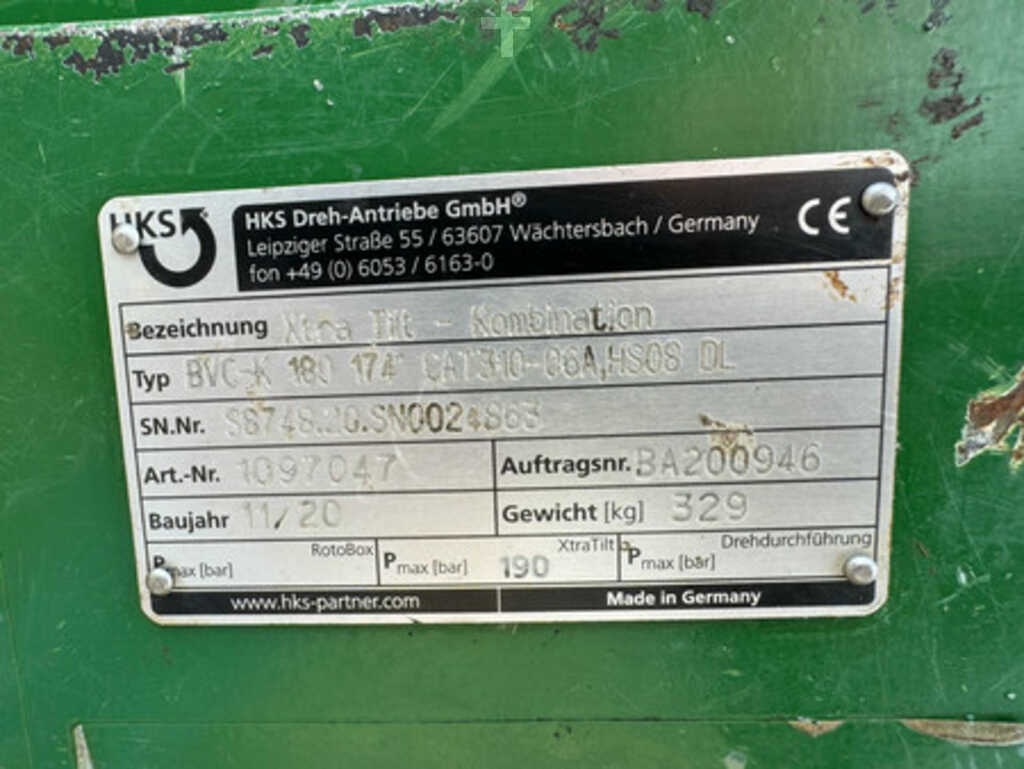 HKS
HKS Dreh-Antriebe GmbH®
Leipziger Straße 55 / 63607 Wächtersbach / Germany
fon +49 (0) 6053 / 6163-0
CE
Bezeichnung Xtra Tilt - Kombination
Typ BVC-K 180 174° CAT310-06A,HS08 DL
SN.Nr. S8748.20.SN0024863
Art.-Nr. 1097047 Auftragsnr. BA200946
Baujahr 11/20 Gewicht [kg] 329
RotoBox XtraTilt Drehdurchführung
Pmax [bar] Pmax [bar] 190 Pmax [bar]
www.hks-partner.com Made in Germany